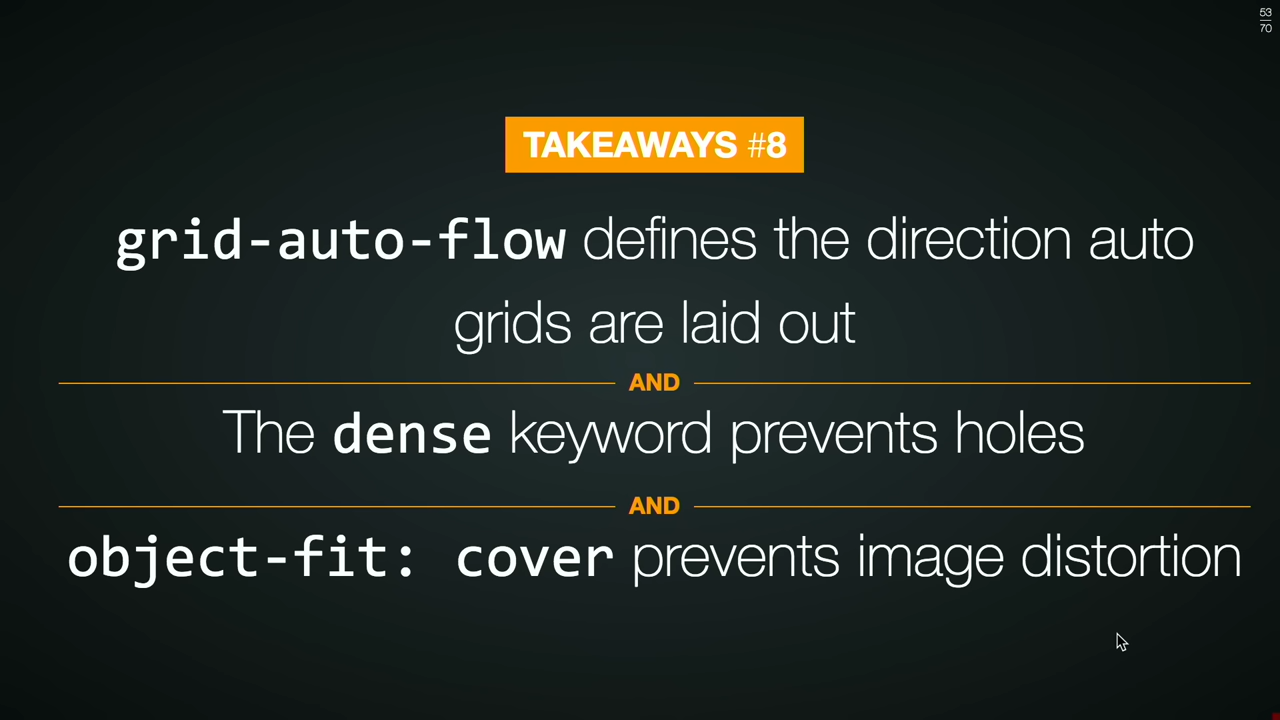 53
70
TAKEAWAYS #8
grid-auto-flow defines the direction auto
grids are laid out
AND
The dense keyword prevents holes
AND
object-fit: cover prevents image distortion